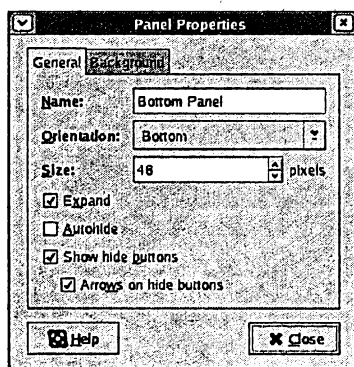 Panel Properties
General Background
Name: Bottom Panel
Orientation: Bottom
Size: 48 pixels
Expand
Autohide
Show hide buttons
Arrows on hide buttons
Help Close